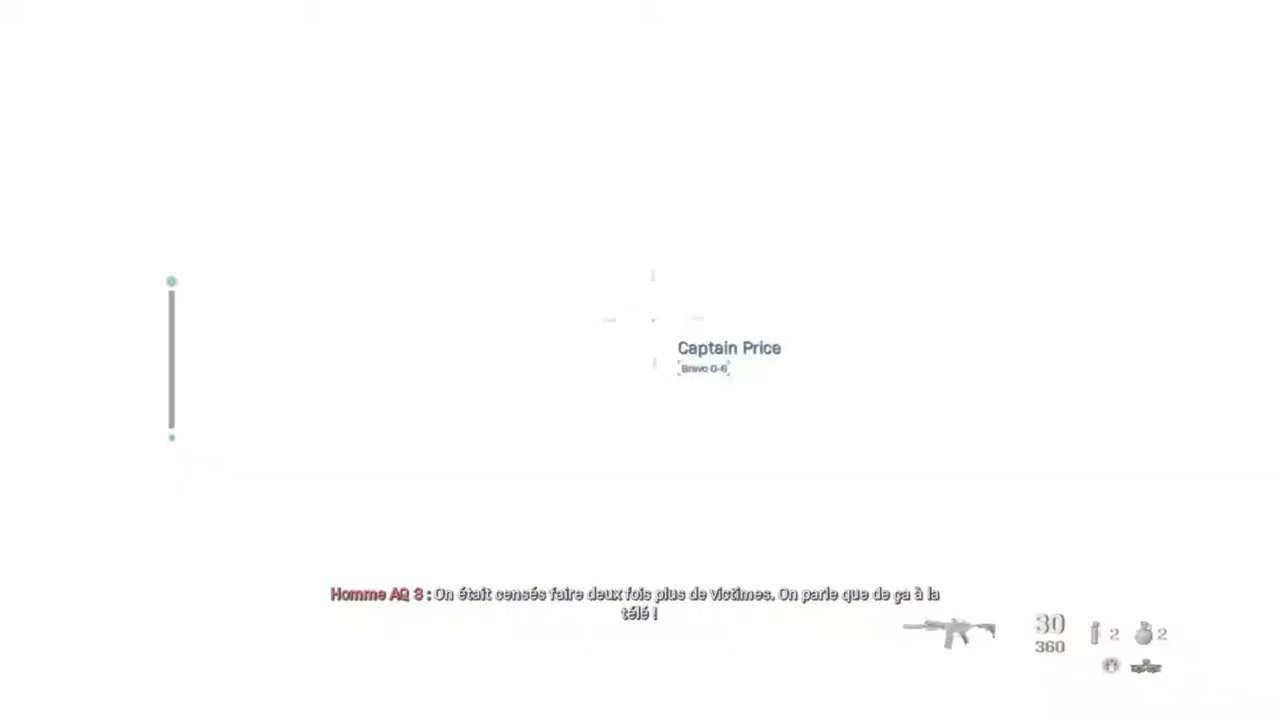 Captain Price
Bravo 0-6
Homme AQ 3 : On était censés faire deux fois plus de victimes. On parle que de ça à la
télé !
30
2
2
360